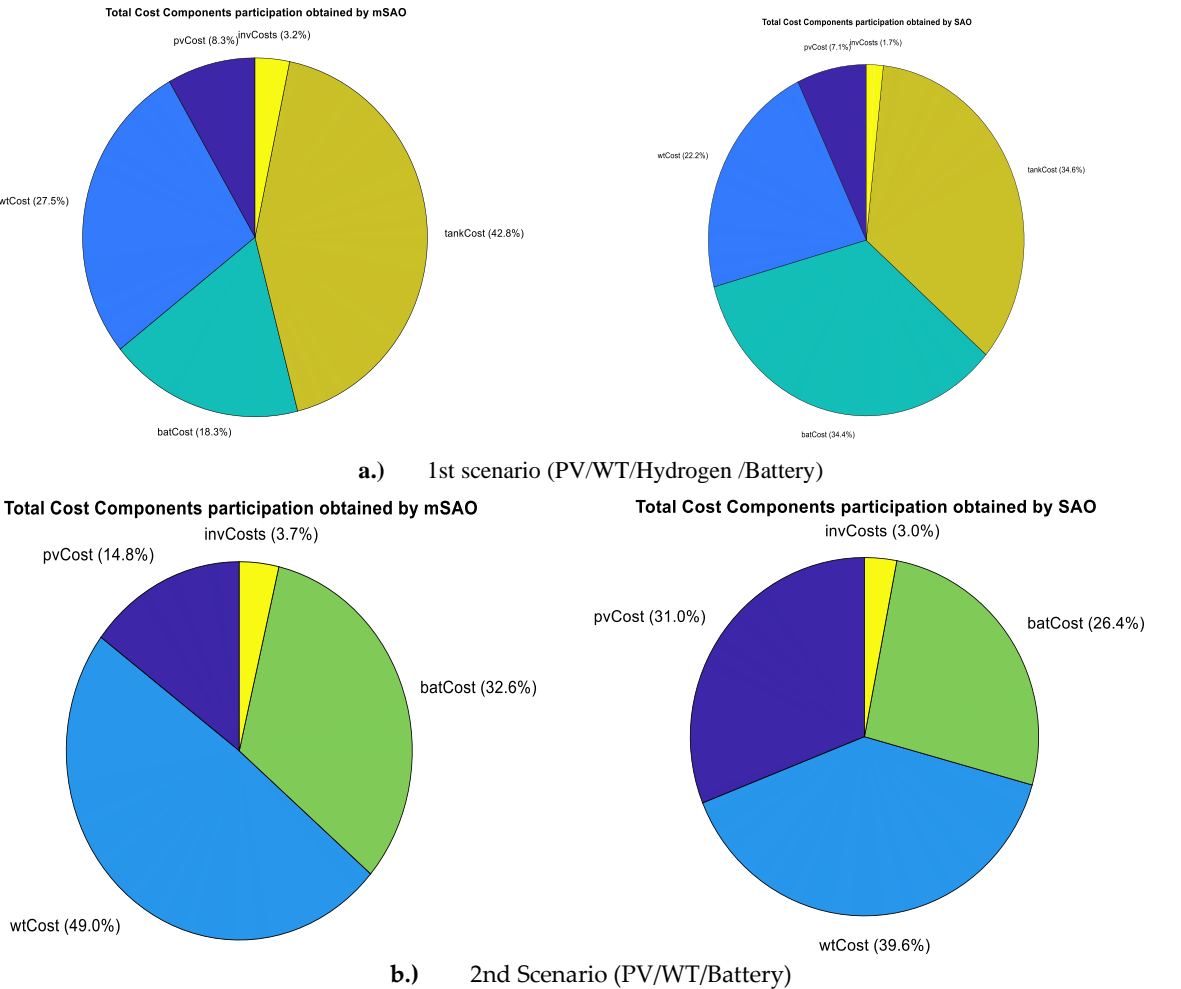 Total Cost Components participation obtained by mSAO
invCosts (3.2%)
pvCost (8.3%)
wtCost (27.5%)
tankCost (42.8%)
batCost (18.3%)
Total Cost Components participation obtained by SAO
invCosts (1.7%)
pvCost (7.1%)
wtCost (22.2%)
tankCost (34.6%)
batCost (34.4%)
a.) 1st scenario (PV/WT/Hydrogen /Battery)
Total Cost Components participation obtained by mSAO
invCosts (3.7%)
pvCost (14.8%)
batCost (32.6%)
wtCost (49.0%)
Total Cost Components participation obtained by SAO
invCosts (3.0%)
pvCost (31.0%)
batCost (26.4%)
wtCost (39.6%)
b.) 2nd Scenario (PV/WT/Battery)